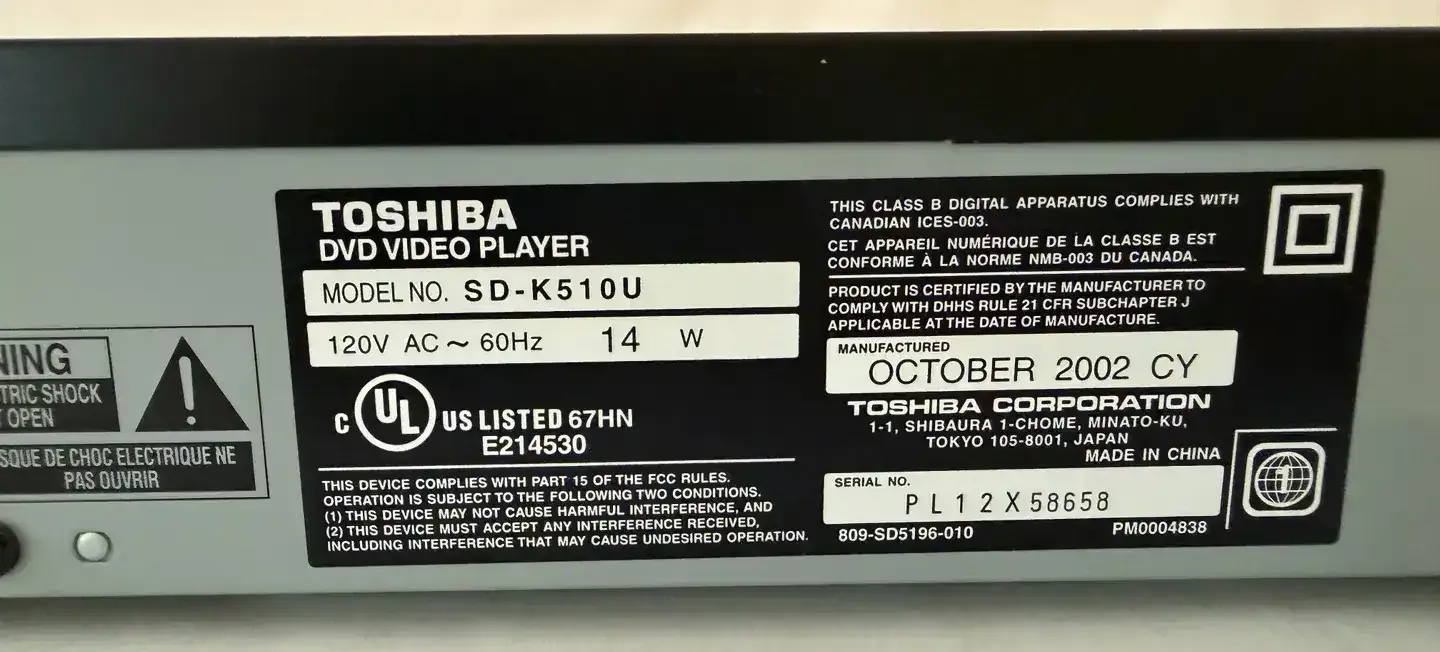 TOSHIBA
DVD VIDEO PLAYER
MODEL NO. SD-K510U
120V AC ~ 60Hz 14 W
C UL US LISTED 67HN
E214530
THIS DEVICE COMPLIES WITH PART 15 OF THE FCC RULES.
OPERATION IS SUBJECT TO THE FOLLOWING TWO CONDITIONS.
(1) THIS DEVICE MAY NOT CAUSE HARMFUL INTERFERENCE, AND
(2) THIS DEVICE MUST ACCEPT ANY INTERFERENCE RECEIVED,
INCLUDING INTERFERENCE THAT MAY CAUSE UNDESIRED OPERATION.
THIS CLASS B DIGITAL APPARATUS COMPLIES WITH
CANADIAN ICES-003.
CET APPAREIL NUMÉRIQUE DE LA CLASSE B EST
CONFORME À LA NORME NMB-003 DU CANADA.
PRODUCT IS CERTIFIED BY THE MANUFACTURER TO
COMPLY WITH DHHS RULE 21 CFR SUBCHAPTER J
APPLICABLE AT THE DATE OF MANUFACTURE.
MANUFACTURED
OCTOBER 2002 CY
TOSHIBA CORPORATION
1-1, SHIBAURA 1-CHOME, MINATO-KU,
TOKYO 105-8001, JAPAN
MADE IN CHINA
SERIAL NO.
PL12X58658
809-SD5196-010 PM0004838
1
NING
TRIC SHOCK
OPEN
SQUE DE CHOC ELECTRIQUE NE
PAS OUVRIR